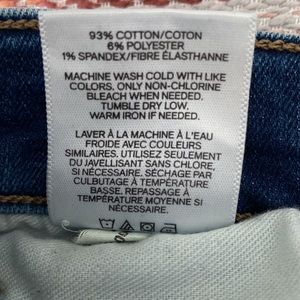 93% COTTON/COTON
6% POLYESTER
1% SPANDEX/FIBRE ÉLASTHANNE
MACHINE WASH COLD WITH LIKE
COLORS. ONLY NON-CHLORINE
BLEACH WHEN NEEDED.
TUMBLE DRY LOW.
WARM IRON IF NEEDED.
LAVER À LA MACHINE À L'EAU
FROIDE AVEC COULEURS
SIMILAIRES. UTILISEZ SEULEMENT
DU JAVELLISANT SANS CHLORE,
SI NÉCESSAIRE. SÉCHAGE PAR
CULBUTAGE À TEMPÉRATURE
BASSE. REPASSAGE À
TEMPÉRATURE MOYENNE SI
NÉCESSAIRE.